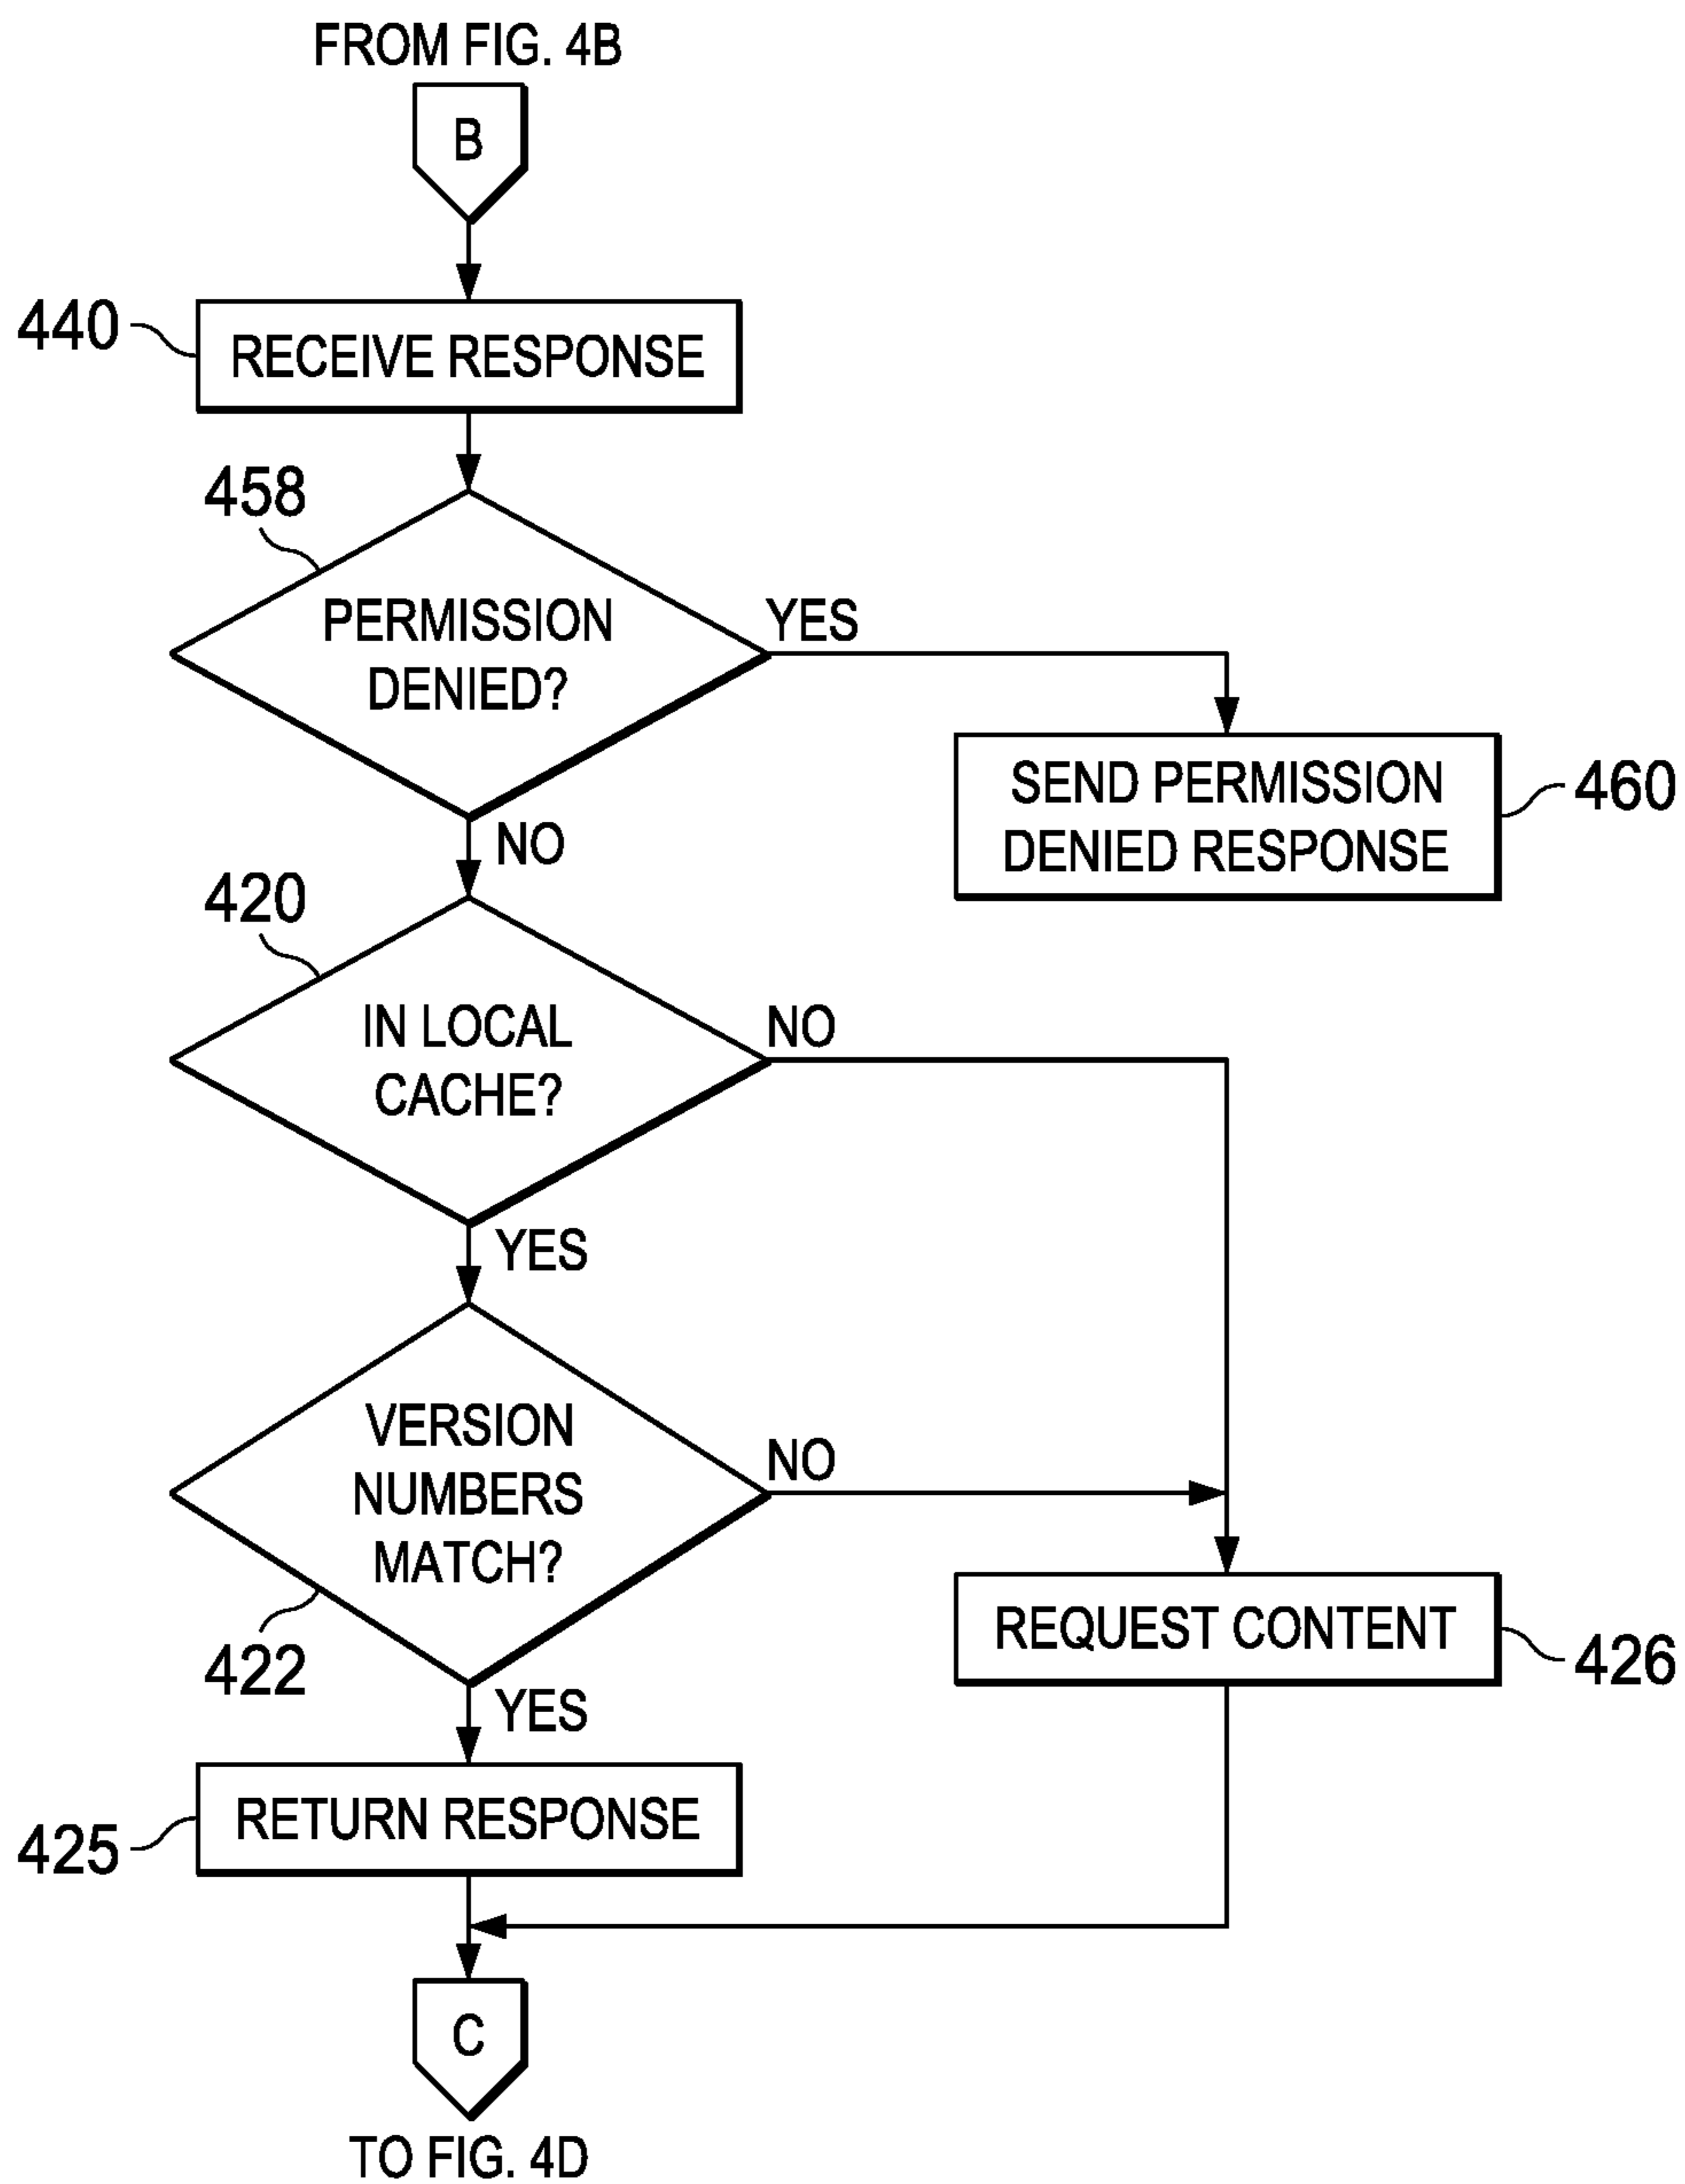 FROM FIG. 4B
B
440
RECEIVE RESPONSE
458
PERMISSION
DENIED?
YES
SEND PERMISSION
DENIED RESPONSE
460
NO
420
IN LOCAL
CACHE?
NO
YES
VERSION
NUMBERS
MATCH?
NO
422
REQUEST CONTENT
426
YES
RETURN RESPONSE
425
C
TO FIG. 4D